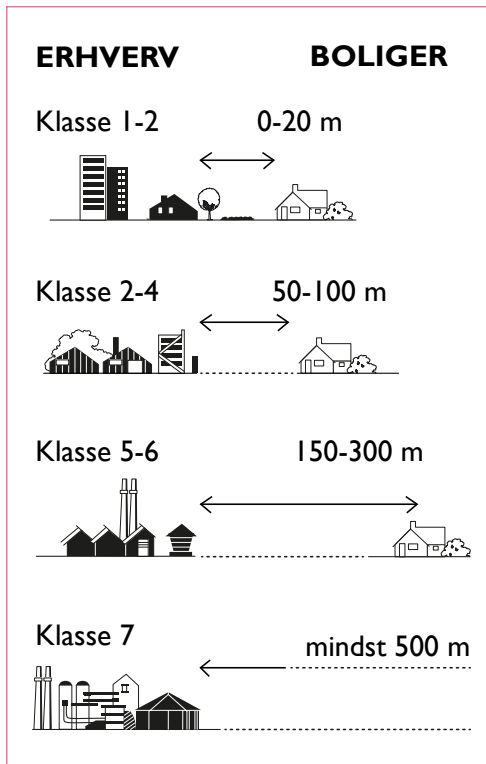 ERHVERV BOLIGER
Klasse 1-2 0-20 m
Klasse 2-4 50-100 m
Klasse 5-6 150-300 m
Klasse 7 mindst 500 m